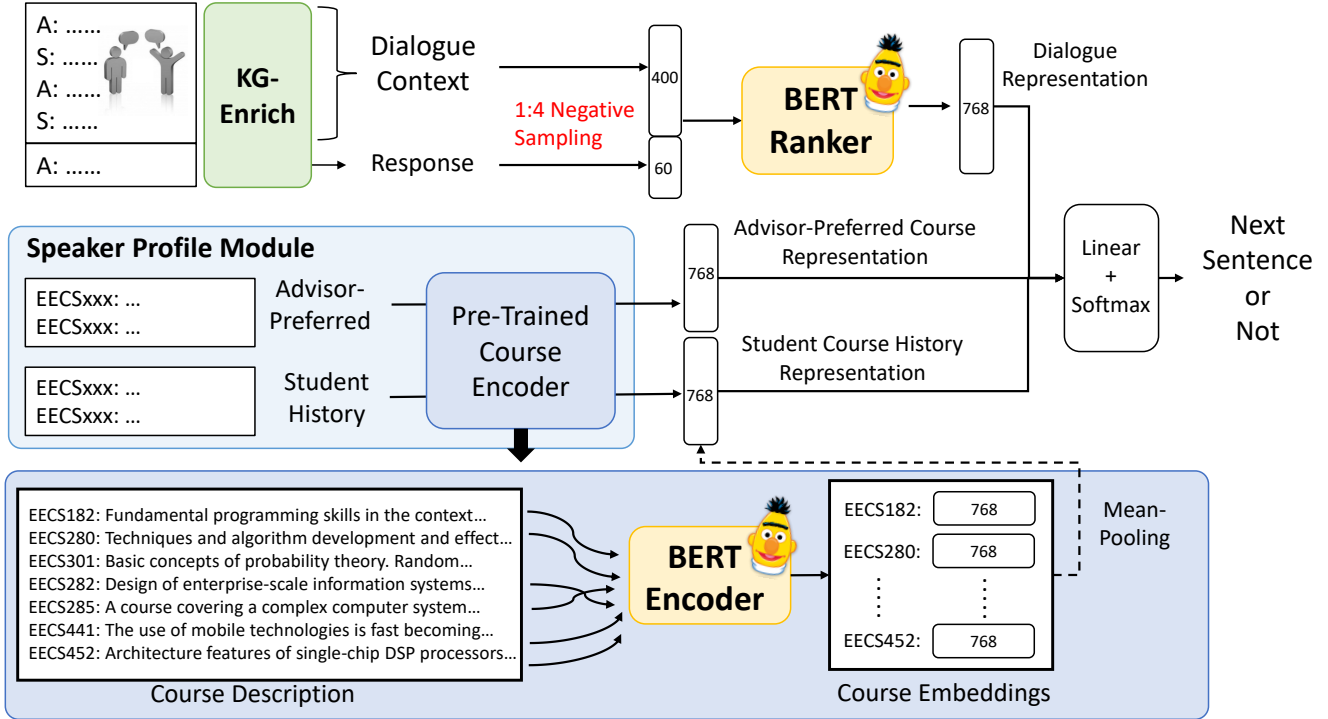 A: ......
S: ......
A: ......
S: ......
A: ......
KG-
Enrich
Dialogue
Context
Response
1:4 Negative
Sampling
400
60
BERT
Ranker
768
Dialogue
Representation
Speaker Profile Module
EECSxxx: ...
EECSxxx: ...
Advisor-
Preferred
EECSxxx: ...
EECSxxx: ...
Student
History
Pre-Trained
Course
Encoder
768
Advisor-Preferred Course
Representation
768
Student Course History
Representation
Linear
+
Softmax
Next
Sentence
or
Not
EECS182: Fundamental programming skills in the context...
EECS280: Techniques and algorithm development and effect...
EECS301: Basic concepts of probability theory. Random...
EECS282: Design of enterprise-scale information systems...
EECS285: A course covering a complex computer system...
EECS441: The use of mobile technologies is fast becoming...
EECS452: Architecture features of single-chip DSP processors...
Course Description
BERT
Encoder
EECS182: 768
EECS280: 768
EECS452: 768
Course Embeddings
Mean-
Pooling